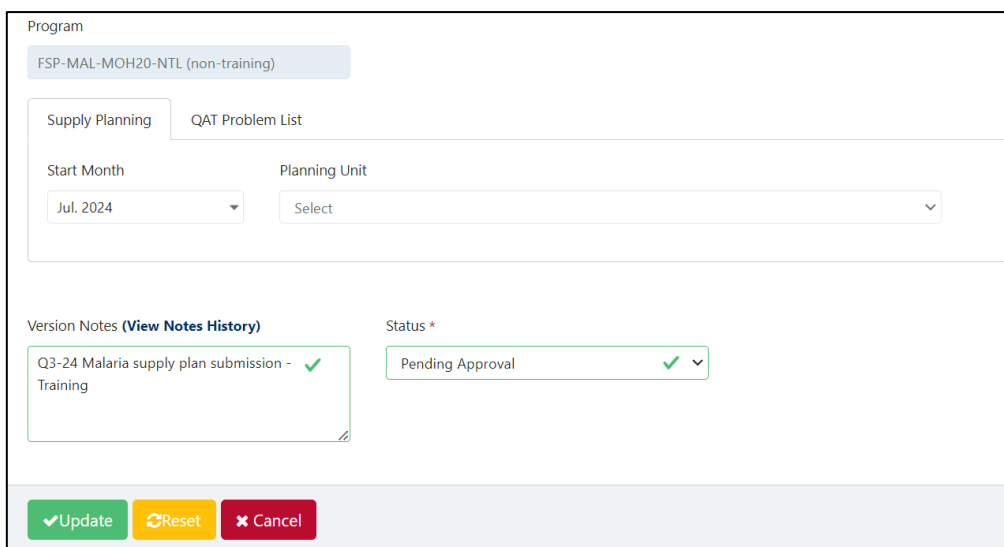 Program
FSP-MAL-MOH20-NTL (non-training)
Supply Planning
QAT Problem List
Start Month
Planning Unit
Jul. 2024
Select
Version Notes (View Notes History)
Status *
Q3-24 Malaria supply plan submission -
Training
Pending Approval
Update
Reset
Cancel